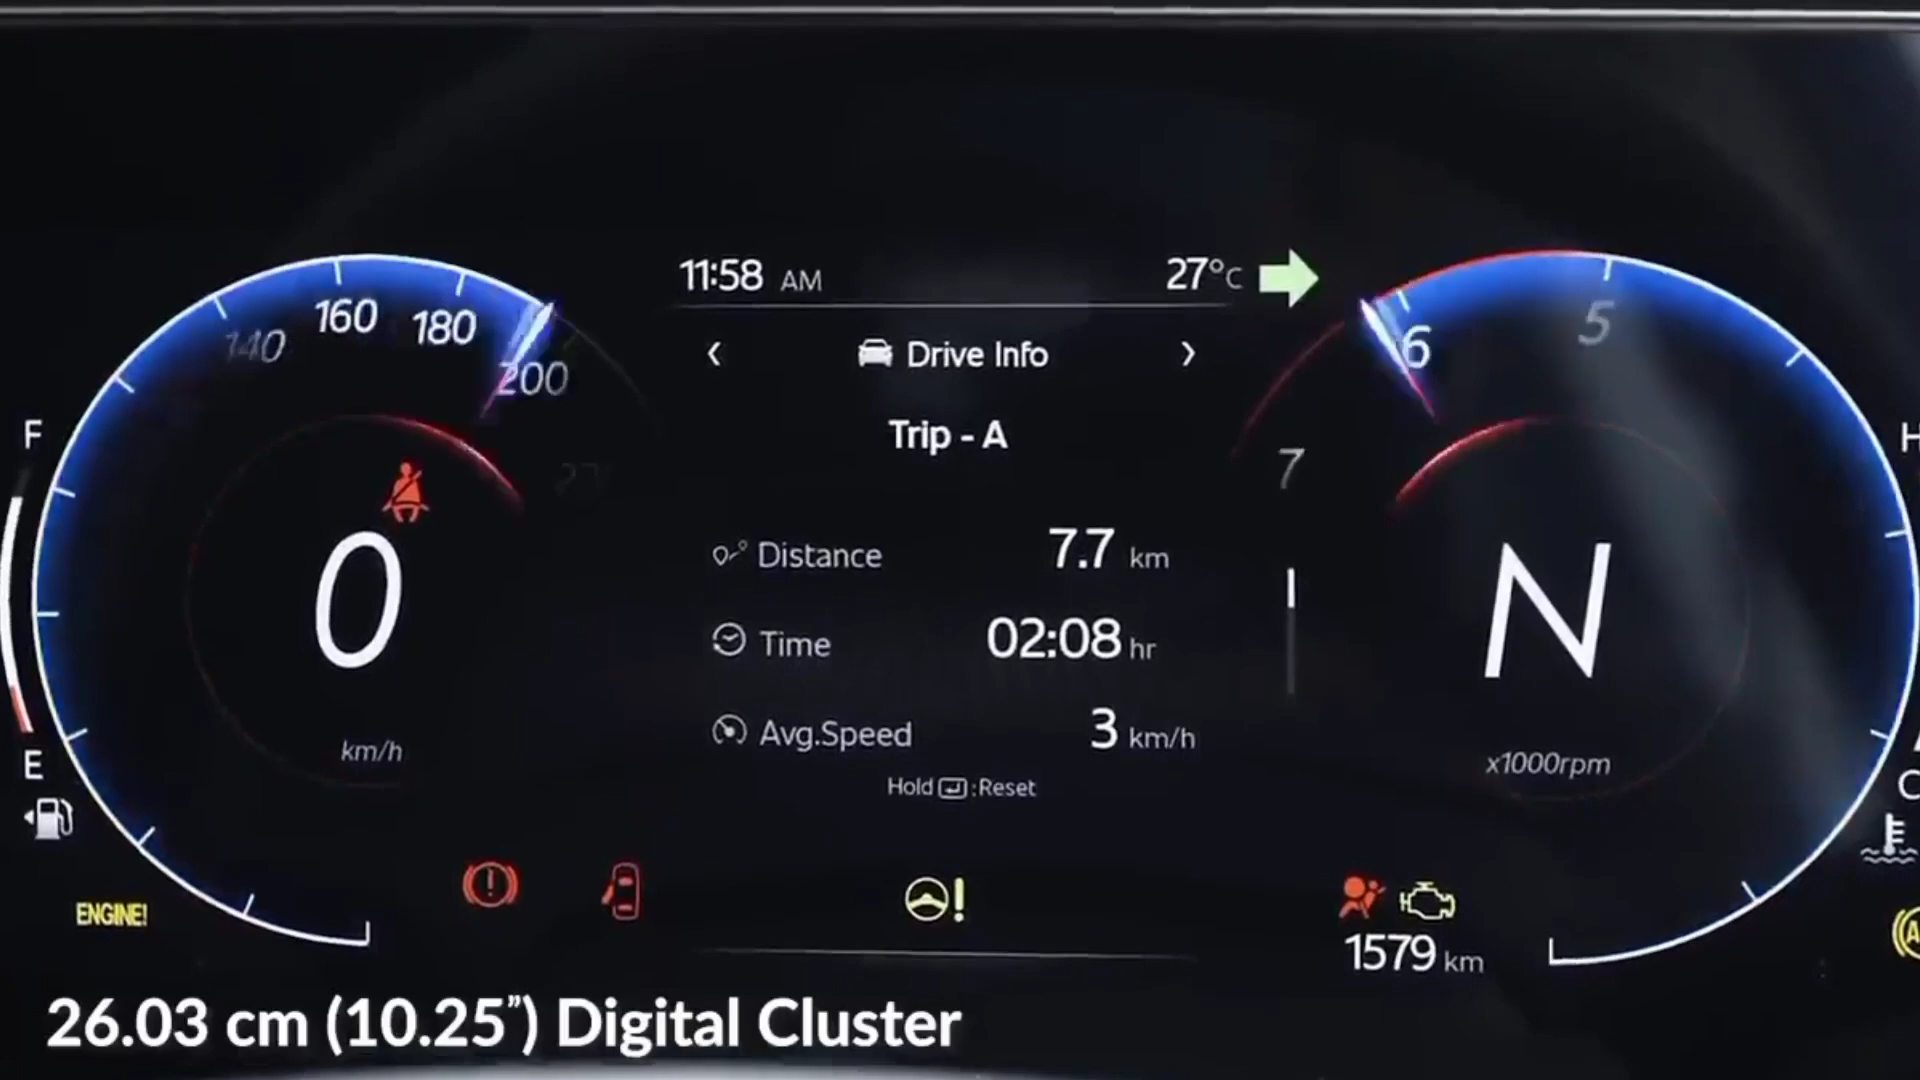 11:58 AM
27°C
160
180
140
200
6
5
Drive Info
Trip - A
F
H
7
Distance 7.7 km
0
N
Time 02:08 hr
Avg.Speed 3 km/h
km/h
x1000rpm
E
C
Hold :Reset
ENGINE!
1579 km
26.03 cm (10.25”) Digital Cluster